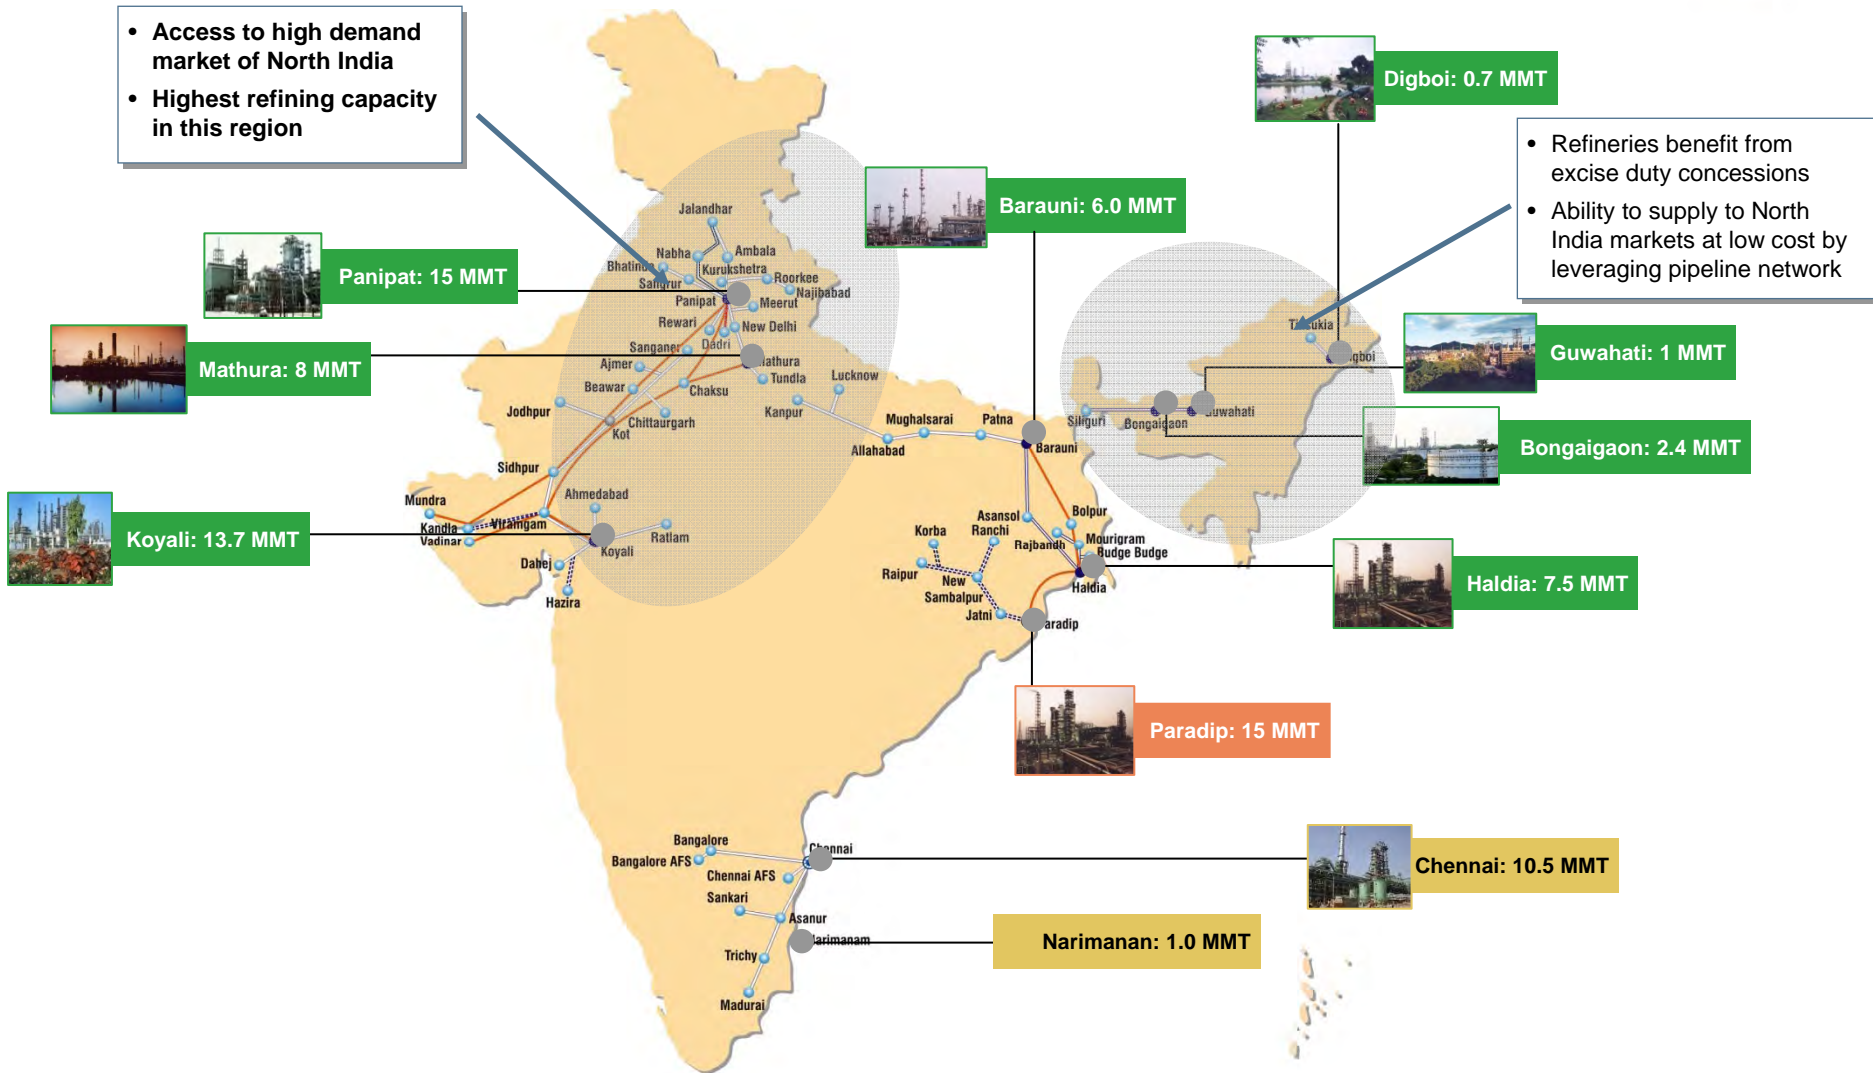 • Access to high demand
market of North India
• Highest refining capacity
in this region
Digboi: 0.7 MMT
• Refineries benefit from
excise duty concessions
• Ability to supply to North
India markets at low cost by
leveraging pipeline network
Barauni: 6.0 MMT
Panipat: 15 MMT
Mathura: 8 MMT
Guwahati: 1 MMT
Bongaigaon: 2.4 MMT
Koyali: 13.7 MMT
Haldia: 7.5 MMT
Paradip: 15 MMT
Chennai: 10.5 MMT
Narimanan: 1.0 MMT
Jalandhar
Nabha
Ambala
Kurukshetra
Roorkee
Najibabad
Panipat
Meerut
Rewari
New Delhi
Dadri
Sanganer
Ajmer
Tundla
Beawar
Chaksu
Lucknow
Jodhpur
Chittaurgarh
Kanpur
Kot
Mughalsarai
Patna
Allahabad
Barauni
Siliguri
Bongaigaon
Sidhpur
Ahmedabad
Mundra
Kandla
Viramgam
Vadinar
Koyali
Ratlam
Dahej
Hazira
Asansol
Bolpur
Korba
Ranchi
Rajbandh
Mourigram
Budge Budge
Raipur
New
Sambalpur
Haldia
Jatni
Bangalore
Bangalore AFS
Chennai AFS
Sankari
Asanur
Trichy
Madurai